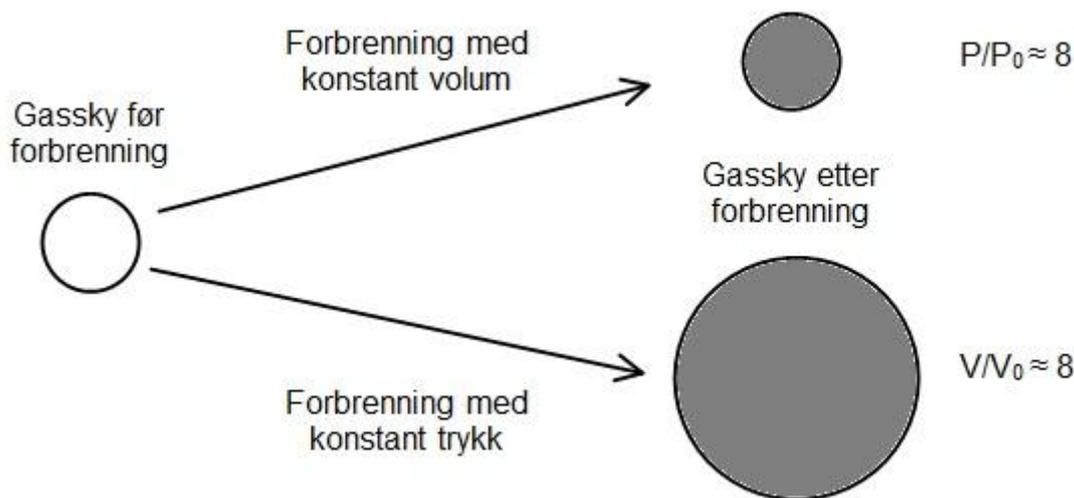 Forbrenning med
konstant volum
P/P₀ ≈ 8
Gassky før
forbrenning
Gassky etter
forbrenning
V/V₀ ≈ 8
Forbrenning med
konstant trykk